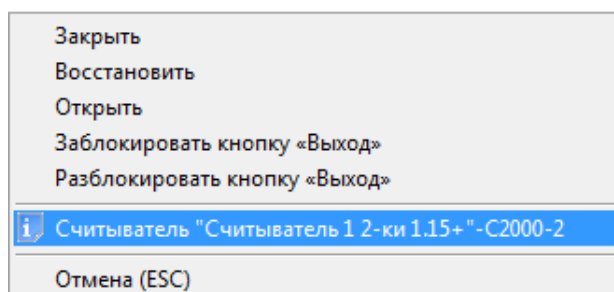 Закрыть
Восстановить
Открыть
Заблокировать кнопку «Выход»
Разблокировать кнопку «Выход»
Считыватель "Считыватель 1 2-ки 1.15+"-С2000-2
Отмена (ESC)